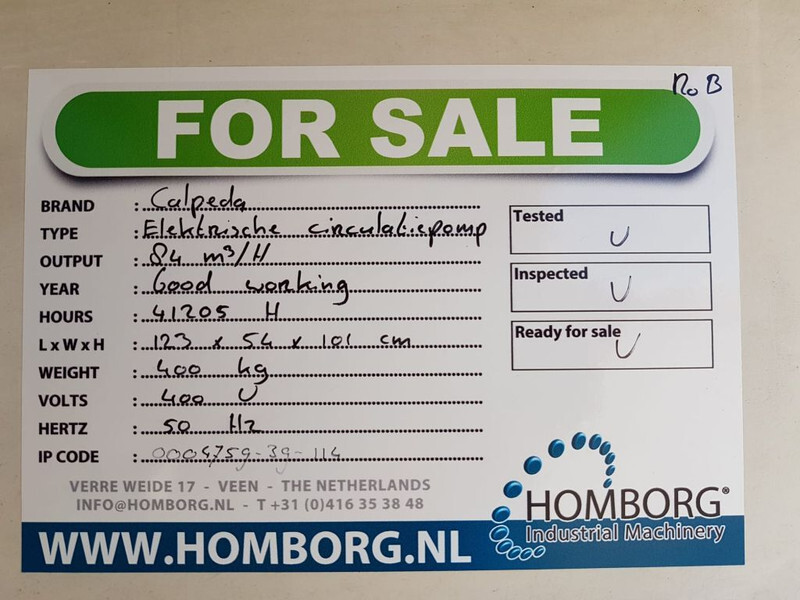 No B
FOR SALE
BRAND : Calpeda
TYPE : Elektrische circulatiepomp
OUTPUT : 84 m³/H
YEAR : Good working
HOURS : 41205 H
L x W x H : 123 x 54 x 101 cm
WEIGHT : 400 kg
VOLTS : 400 V
HERTZ : 50 Hz
IP CODE : 0004759-39-114
Tested
V
Inspected
V
Ready for sale
V
VERRE WEIDE 17 - VEEN - THE NETHERLANDS
INFO@HOMBORG.NL - T +31 (0)416 35 38 48
HOMBORG®
Industrial Machinery
WWW.HOMBORG.NL